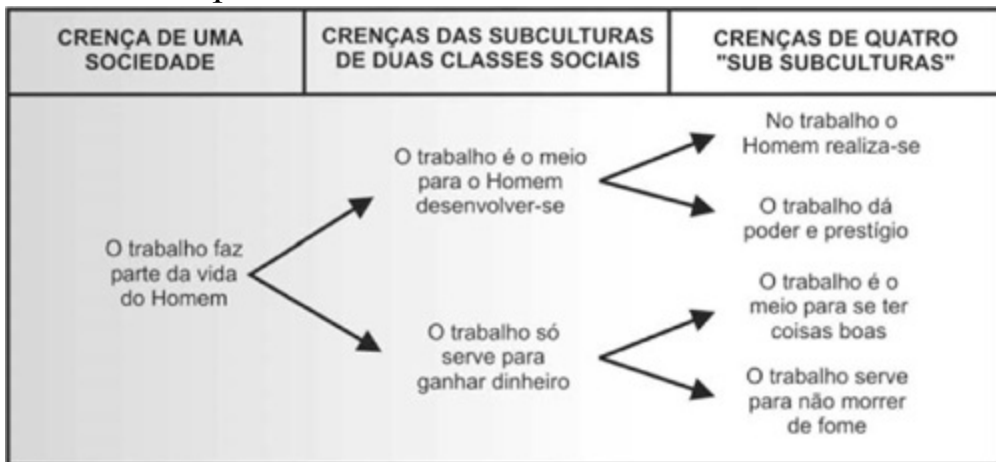 CRENÇA DE UMA
SOCIEDADE
CRENÇAS DAS SUBCULTURAS
DE DUAS CLASSES SOCIAIS
CRENÇAS DE QUATRO
"SUB SUBCULTURAS"
O trabalho faz
parte da vida
do Homem
O trabalho é o meio
para o Homem
desenvolver-se
O trabalho só
serve para
ganhar dinheiro
No trabalho o
Homem realiza-se
O trabalho dá
poder e prestígio
O trabalho é o
meio para se ter
coisas boas
O trabalho serve
para não morrer
de fome